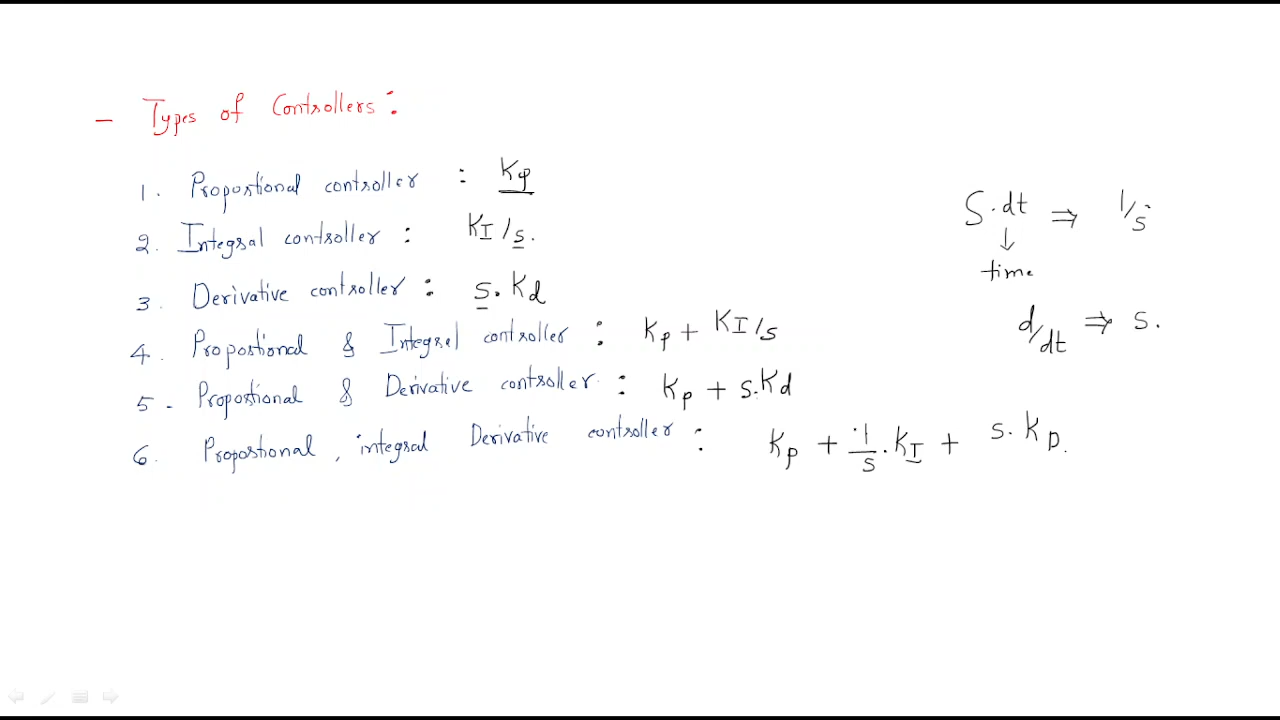 - Types of Controllers :
1. Proportional controller : Kp
2. Integral controller : KI/s.
3. Derivative controller : s.Kd
4. Proportional & Integral controller : Kp + KI/s
5- Proportional & Derivative controller : Kp + s.Kd
6. Proportional, integral Derivative controller : Kp + 1/s . KI + s. KD.
∫.dt ⇒ 1/s
↓
time
d/dt ⇒ s.